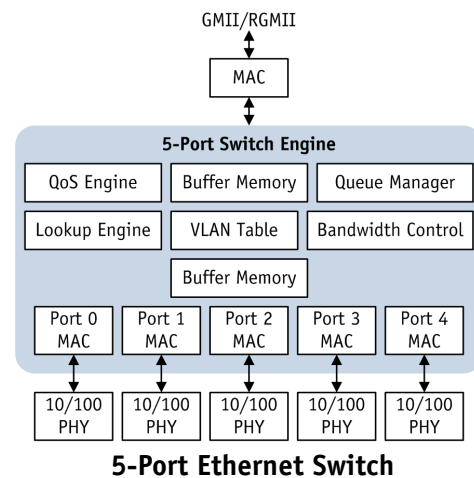 GMII/RGMII
MAC
5-Port Switch Engine
QoS Engine
Buffer Memory
Queue Manager
Lookup Engine
VLAN Table
Bandwidth Control
Buffer Memory
Port 0
MAC
Port 1
MAC
Port 2
MAC
Port 3
MAC
Port 4
MAC
10/100
PHY
10/100
PHY
10/100
PHY
10/100
PHY
10/100
PHY
5-Port Ethernet Switch